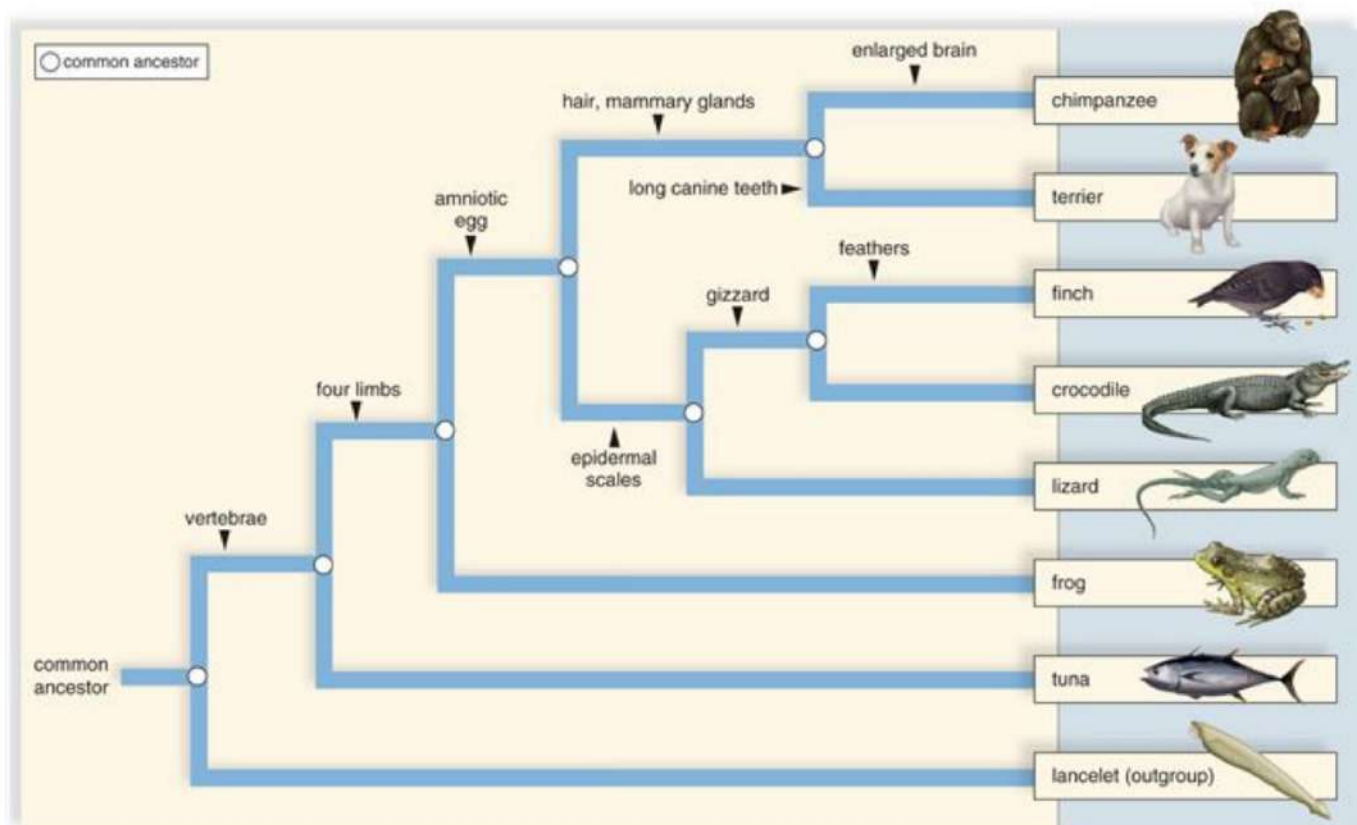 common ancestor
enlarged brain
chimpanzee
hair, mammary glands
long canine teeth
terrier
amniotic
egg
feathers
finch
gizzard
crocodile
four limbs
epidermal
scales
lizard
vertebrae
frog
common
ancestor
tuna
lancelet (outgroup)